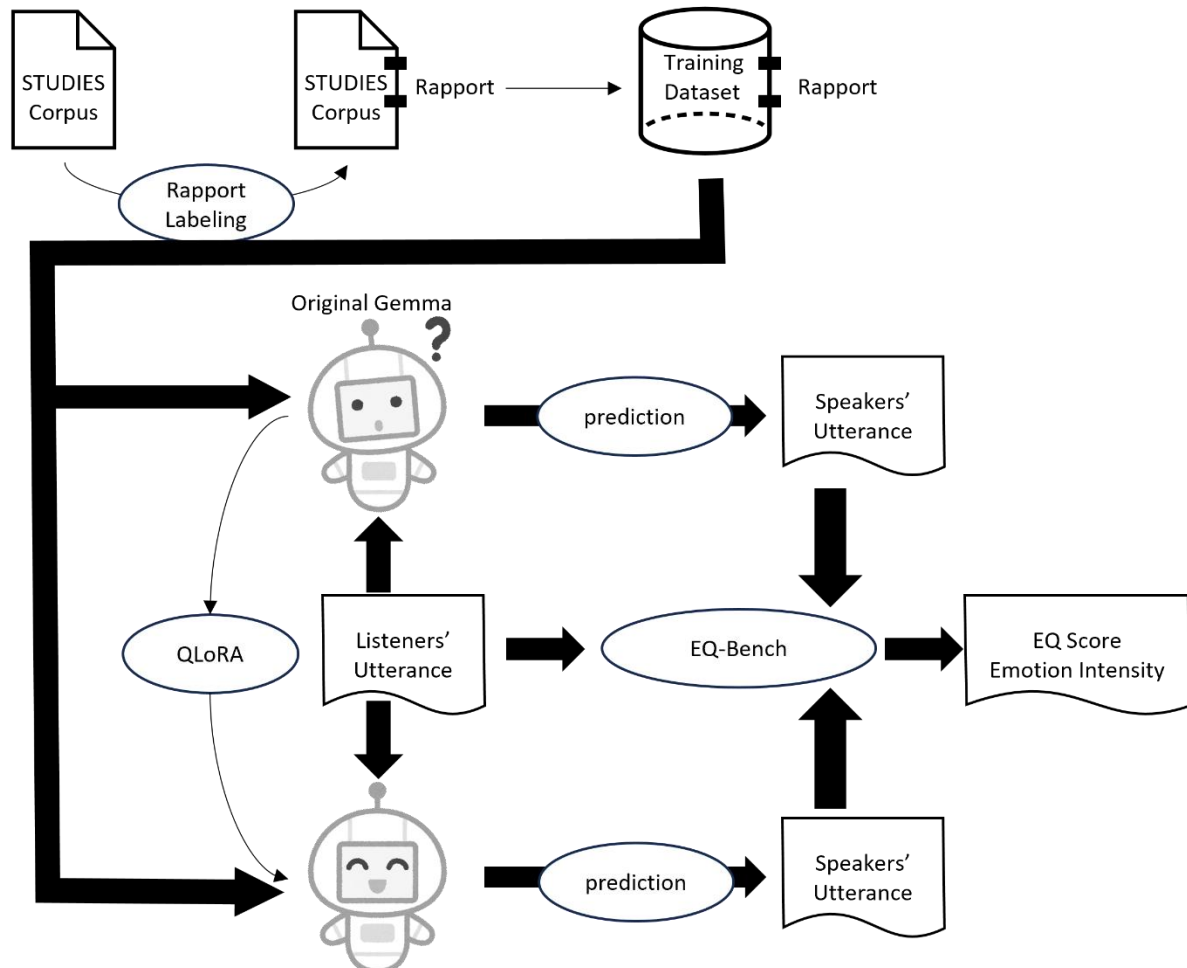 STUDIES
Corpus
STUDIES
Corpus
Rapport
Training
Dataset
Rapport
Rapport
Labeling
Original Gemma
?
prediction
Speakers'
Utterance
QLoRA
Listeners'
Utterance
EQ-Bench
EQ Score
Emotion Intensity
prediction
Speakers'
Utterance